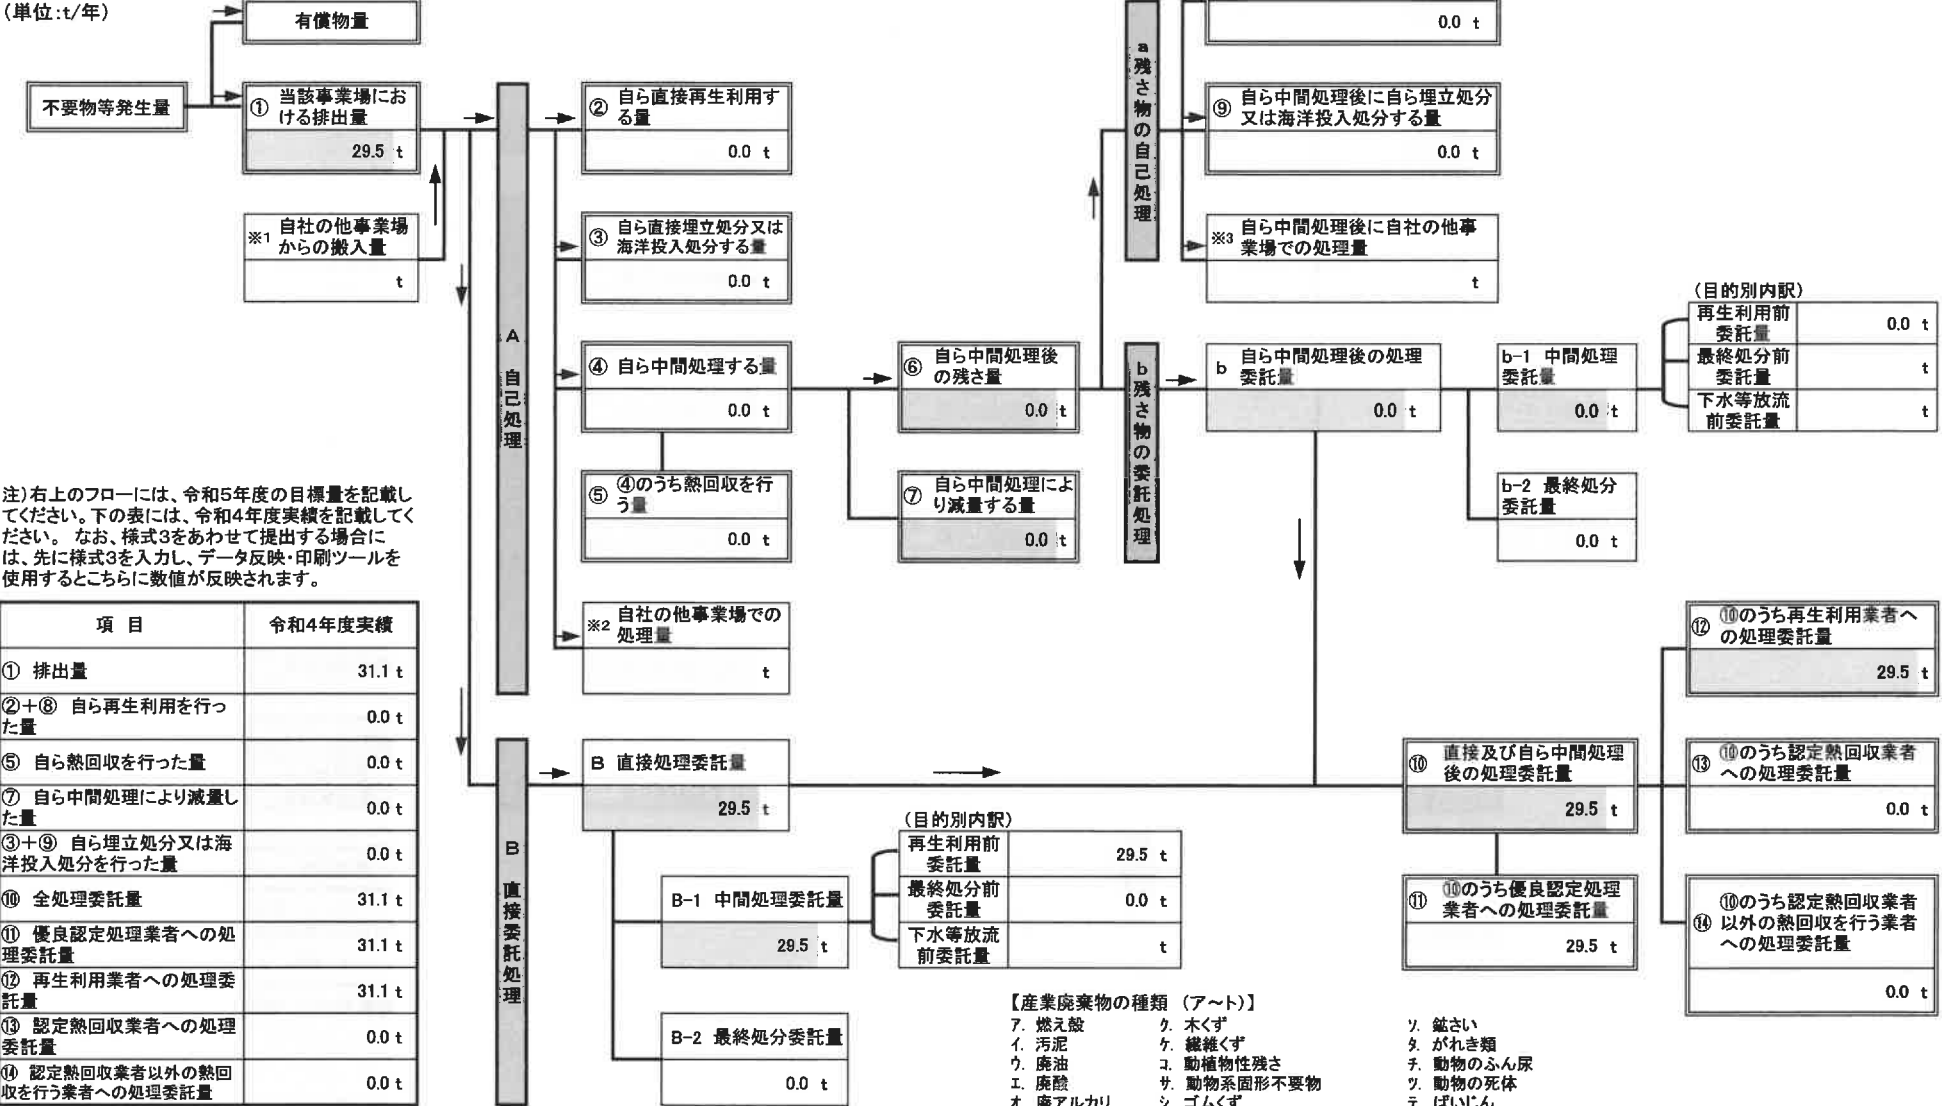 (単位:t/年)
有償物量
不要物等発生量
① 当該事業場にお
ける排出量
29.5 t
※1 自社の他事業場
からの搬入量
t
A 自己処理
② 自ら直接再生利用す
る量
0.0 t
③ 自ら直接埋立処分又は
海洋投入処分する量
0.0 t
④ 自ら中間処理する量
0.0 t
⑤ ④のうち熱回収を行
う量
0.0 t
※2 自社の他事業場での
処理量
t
⑥ 自ら中間処理後
の残さ量
0.0 t
⑦ 自ら中間処理によ
り減量する量
0.0 t
a 残さ物の自己処理
0.0 t
⑨ 自ら中間処理後に自ら埋立処分
又は海洋投入処分する量
0.0 t
※3 自ら中間処理後に自社の他事
業場での処理量
t
b 残さ物の委託処理
b 自ら中間処理後の処理
委託量
0.0 t
b-1 中間処理
委託量
0.0 t
(目的別内訳)
再生利用前
委託量
0.0 t
最終処分前
委託量
t
下水等放流
前委託量
t
b-2 最終処分
委託量
0.0 t
注)右上のフローには、令和5年度の目標量を記載し
てください。下の表には、令和4年度実績を記載してく
ださい。 なお、様式3をあわせて提出する場合に
は、先に様式3を入力し、データ反映・印刷ツールを
使用するとこちらに数値が反映されます。
項 目 令和4年度実績
① 排出量 31.1 t
②+⑧ 自ら再生利用を行っ
た量 0.0 t
⑤ 自ら熱回収を行った量 0.0 t
⑦ 自ら中間処理により減量し
た量 0.0 t
③+⑨ 自ら埋立処分又は海
洋投入処分を行った量 0.0 t
⑩ 全処理委託量 31.1 t
⑪ 優良認定処理業者への処
理委託量 31.1 t
⑫ 再生利用業者への処理委
託量 31.1 t
⑬ 認定熱回収業者への処理
委託量 0.0 t
⑭ 認定熱回収業者以外の熱回
収を行う業者への処理委託量 0.0 t
B 直接委託処理
B 直接処理委託量
29.5 t
B-1 中間処理委託量
29.5 t
(目的別内訳)
再生利用前
委託量
29.5 t
最終処分前
委託量
0.0 t
下水等放流
前委託量
t
B-2 最終処分委託量
0.0 t
⑩ 直接及び自ら中間処理
後の処理委託量
29.5 t
⑪ ⑩のうち優良認定処理
業者への処理委託量
29.5 t
⑫ ⑩のうち再生利用業者へ
の処理委託量
29.5 t
⑬ ⑩のうち認定熱回収業者
への処理委託量
0.0 t
⑭ ⑩のうち認定熱回収業者
以外の熱回収を行う業者
への処理委託量
0.0 t
【産業廃棄物の種類 (ア~ト)】
ア. 燃え殻 ク. 木くず ソ. 鉱さい
イ. 汚泥 ケ. 繊維くず タ. がれき類
ウ. 廃油 コ. 動植物性残さ チ. 動物のふん尿
エ. 廃酸 サ. 動物系固形不要物 ツ. 動物の死体
オ. 廃アルカリ シ. ゴムくず テ. ばいじん